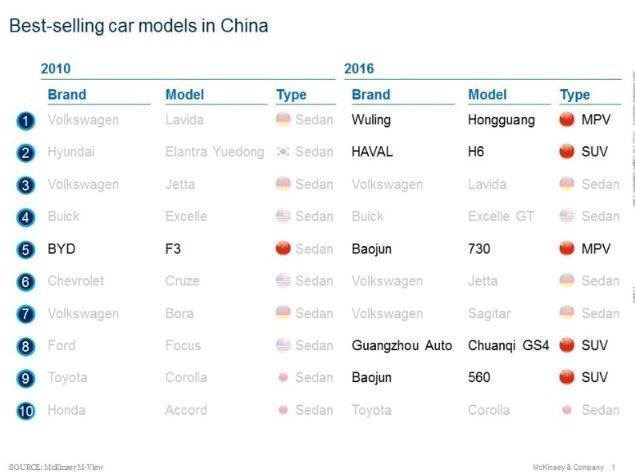 Best-selling car models in China
2010 2016
Brand Model Type Brand Model Type
1 Volkswagen Lavida Sedan Wuling Hongguang MPV
2 Hyundai Elantra Yuedong Sedan HAVAL H6 SUV
3 Volkswagen Jetta Sedan Volkswagen Lavida Sedan
4 Buick Excelle Sedan Buick Excelle GT Sedan
5 BYD F3 Sedan Baojun 730 MPV
6 Chevrolet Cruze Sedan Volkswagen Jetta Sedan
7 Volkswagen Bora Sedan Volkswagen Sagitar Sedan
8 Ford Focus Sedan Guangzhou Auto Chuanqi GS4 SUV
9 Toyota Corolla Sedan Baojun 560 SUV
10 Honda Accord Sedan Toyota Corolla Sedan
SOURCE: McKinsey M-View McKinsey & Company 1